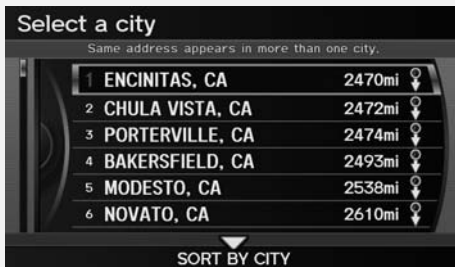 Select a city
Same address appears in more than one city.
1 ENCINITAS, CA 2470mi
2 CHULA VISTA, CA 2472mi
3 PORTERVILLE, CA 2474mi
4 BAKERSFIELD, CA 2493mi
5 MODESTO, CA 2538mi
6 NOVATO, CA 2610mi
SORT BY CITY